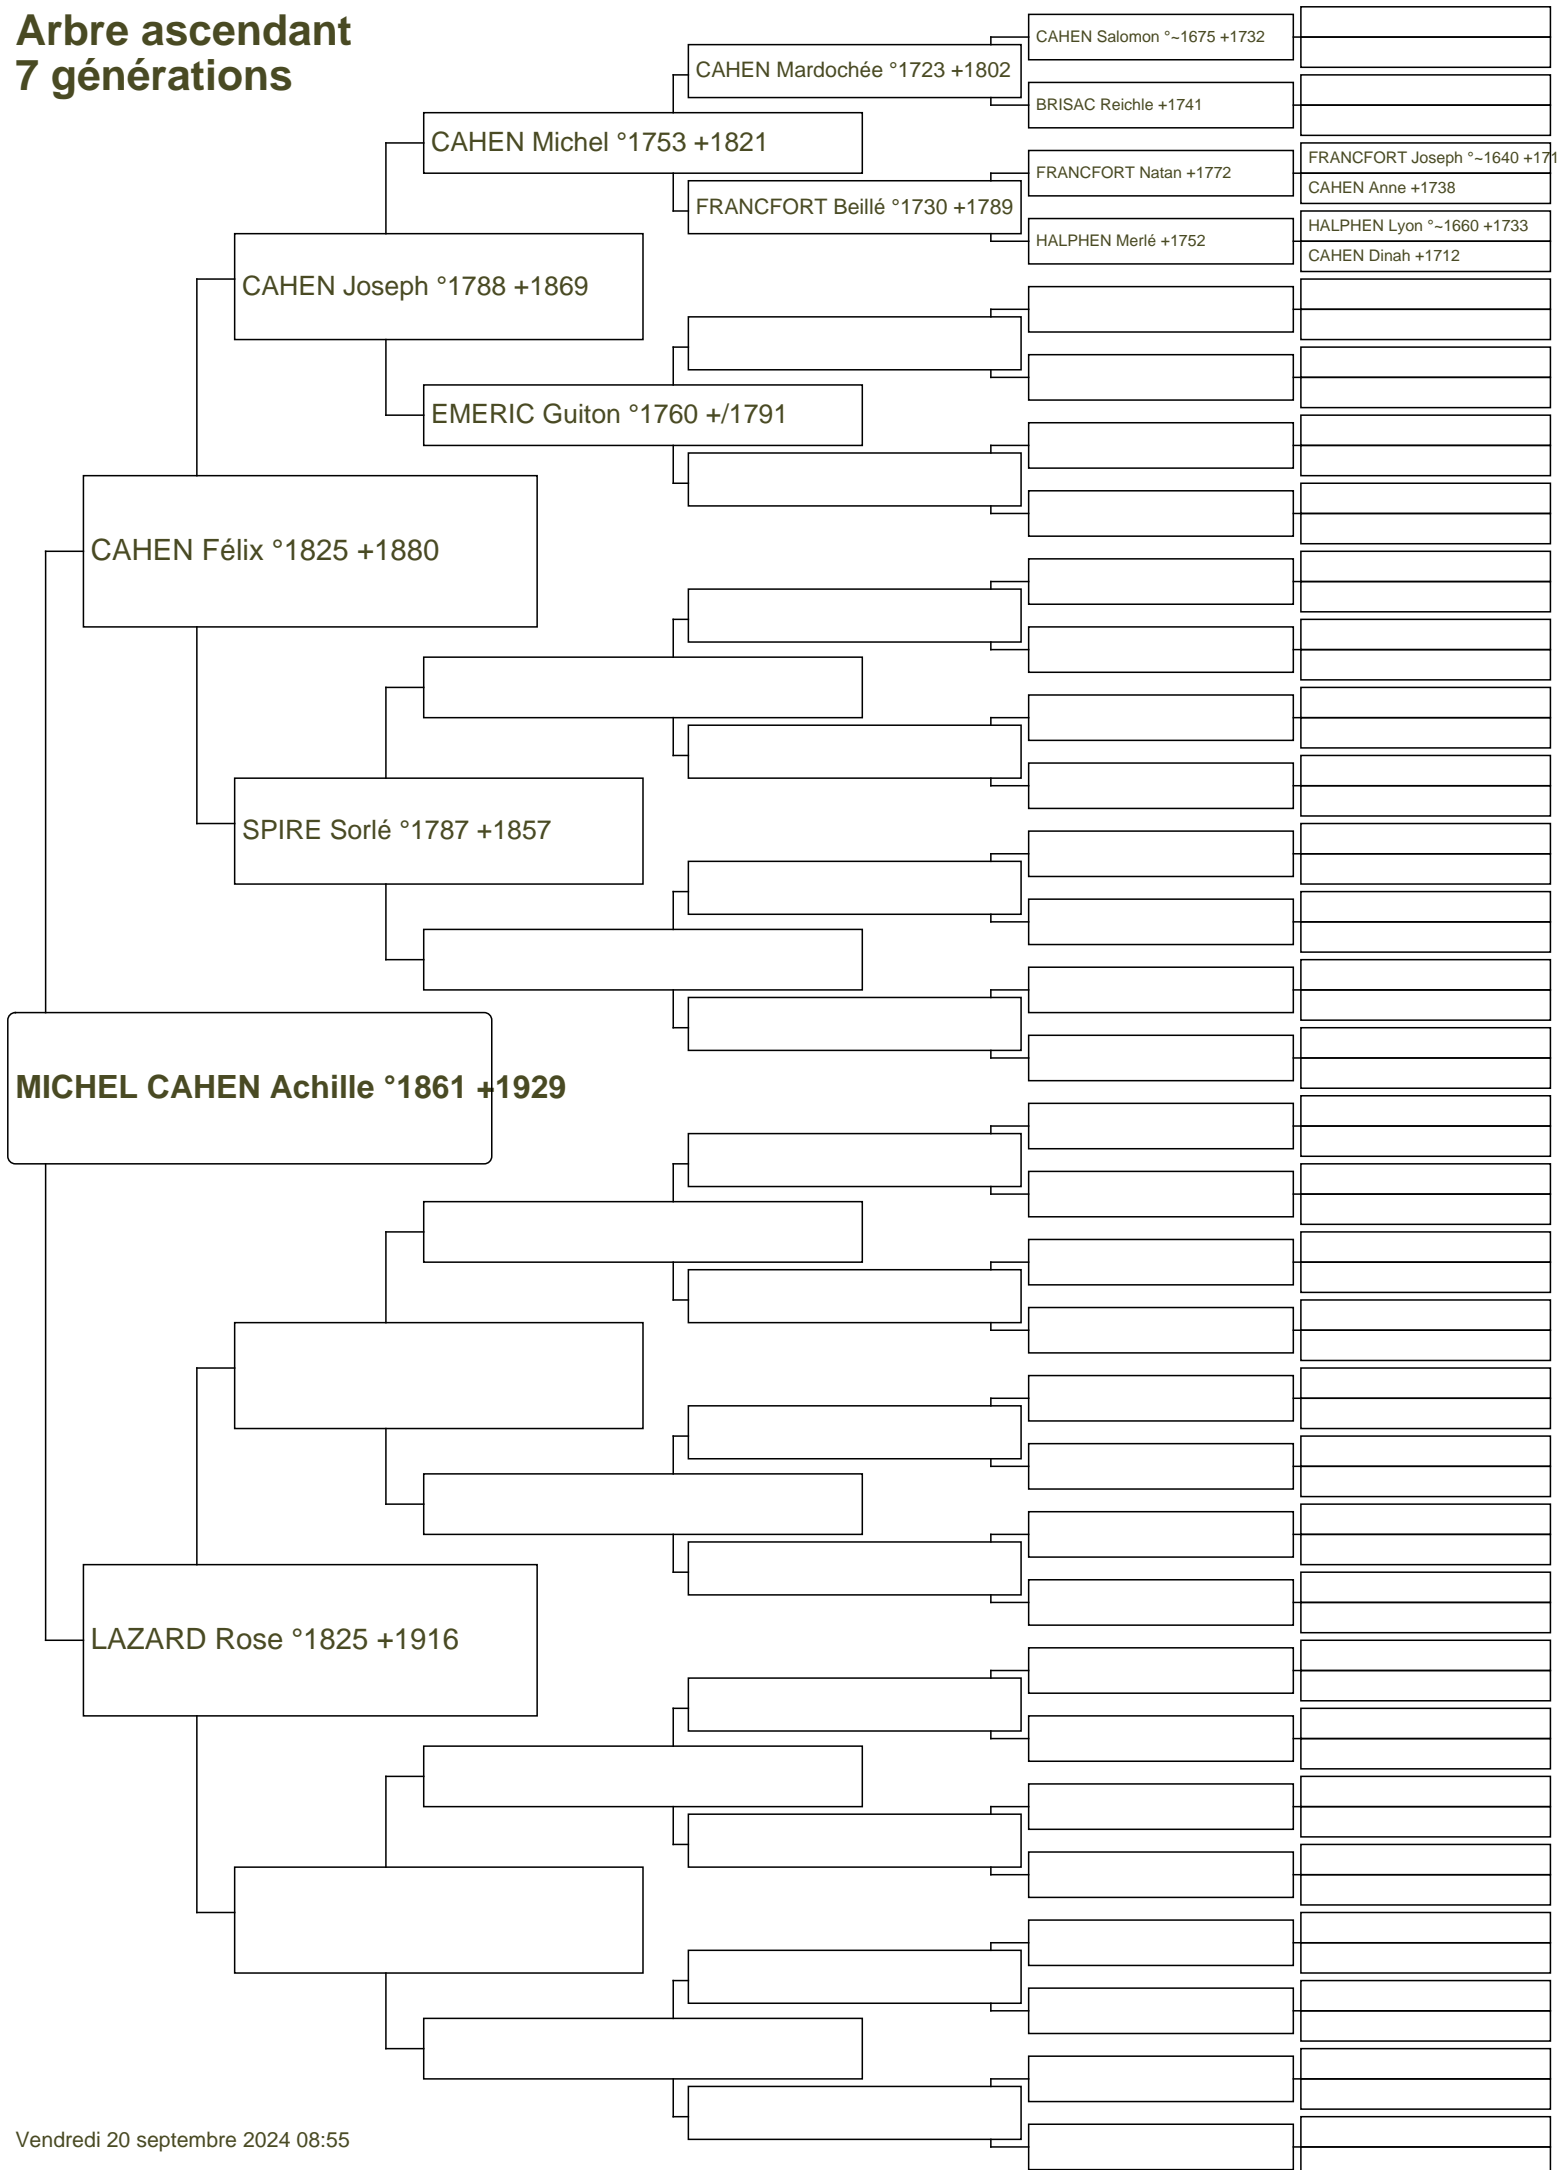 Arbre ascendant
7 générations
CAHEN Salomon °~1675 +1732
CAHEN Mardochée °1723 +1802
BRISAC Reichle +1741
CAHEN Michel °1753 +1821
FRANCFORT Joseph °~1640 +171
FRANCFORT Natan +1772
CAHEN Anne +1738
FRANCFORT Beillé °1730 +1789
HALPHEN Lyon °~1660 +1733
HALPHEN Merlé +1752
CAHEN Dinah +1712
CAHEN Joseph °1788 +1869
EMERIC Guiton °1760 +/1791
CAHEN Félix °1825 +1880
SPIRE Sorlé °1787 +1857
MICHEL CAHEN Achille °1861 +1929
LAZARD Rose °1825 +1916
Vendredi 20 septembre 2024 08:55